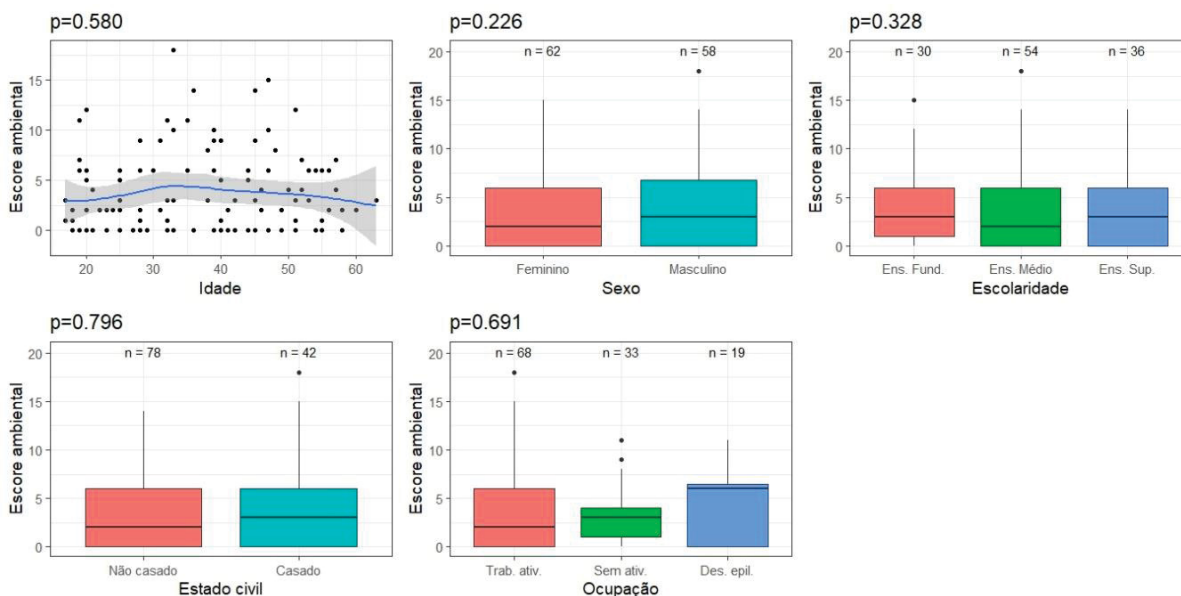 p=0.580
Escore ambiental
15
10
5
0
20
30
40
50
60
Idade
p=0.226
Escore ambiental
20
15
10
5
0
n = 62
n = 58
Feminino
Masculino
Sexo
p=0.328
Escore ambiental
20
15
10
5
0
n = 30
n = 54
n = 36
Ens. Fund.
Ens. Médio
Ens. Sup.
Escolaridade
p=0.796
Escore ambiental
20
15
10
5
0
n = 78
n = 42
Não casado
Casado
Estado civil
p=0.691
Escore ambiental
20
15
10
5
0
n = 68
n = 33
n = 19
Trab. ativ.
Sem ativ.
Des. epil.
Ocupação